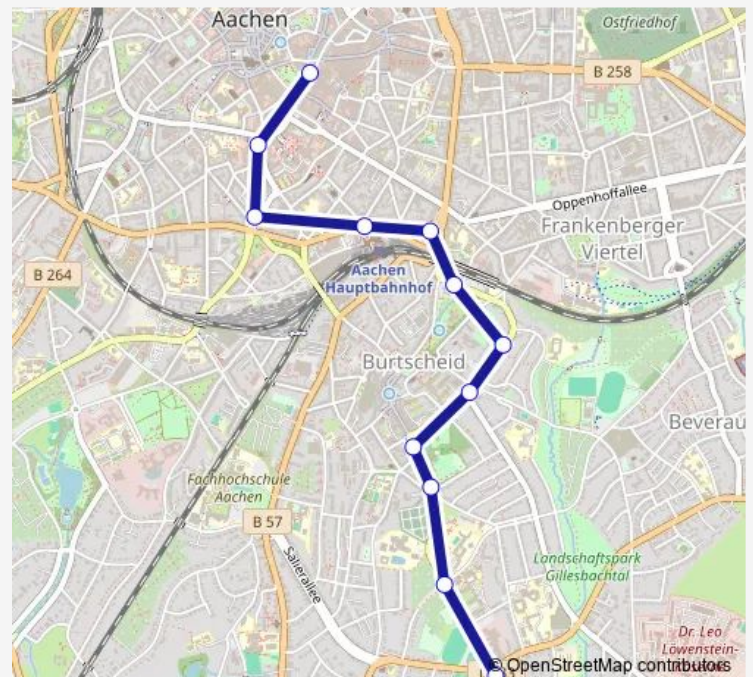 Aachen
Ostfriedhof
B 258
Oppenhoffallee
Frankenberger
Viertel
B 264
Aachen
Hauptbahnhof
Burtscheid
Beverau
Fachhochschule
Aachen
B 57
Salierallee
Landschaftspark
Gillesbachtal
Dr. Leo
Löwenstein-
© OpenStreetMap contributors